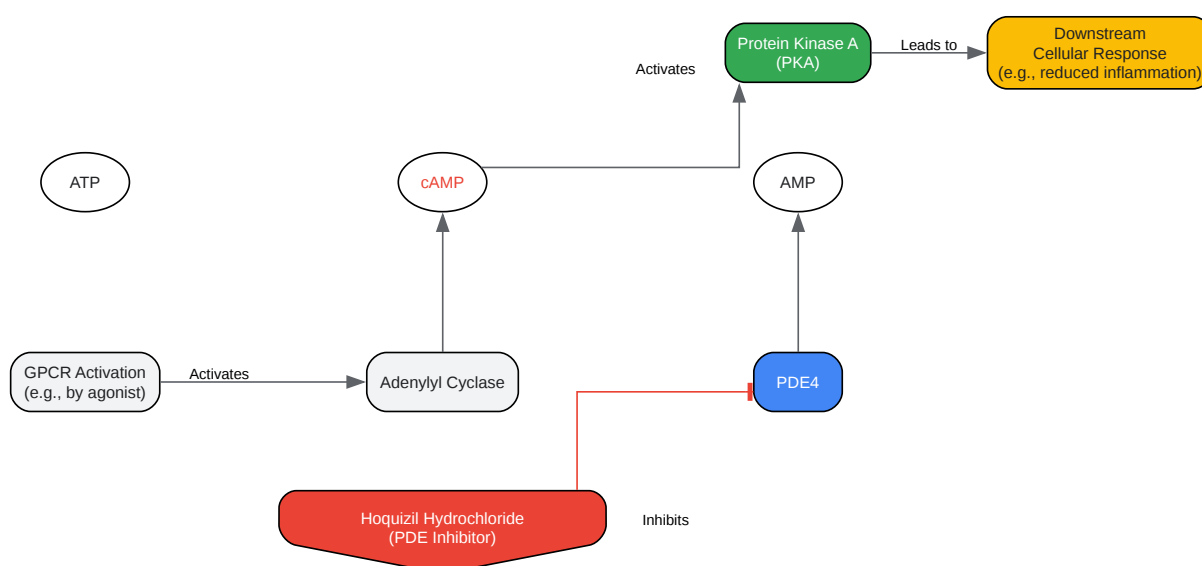 Protein Kinase A
(PKA)
Leads to
Downstream
Cellular Response
(e.g., reduced inflammation)
Activates
ATP
cAMP
AMP
GPCR Activation
(e.g., by agonist)
Activates
Adenylyl Cyclase
PDE4
Hoquizil Hydrochloride
(PDE Inhibitor)
Inhibits